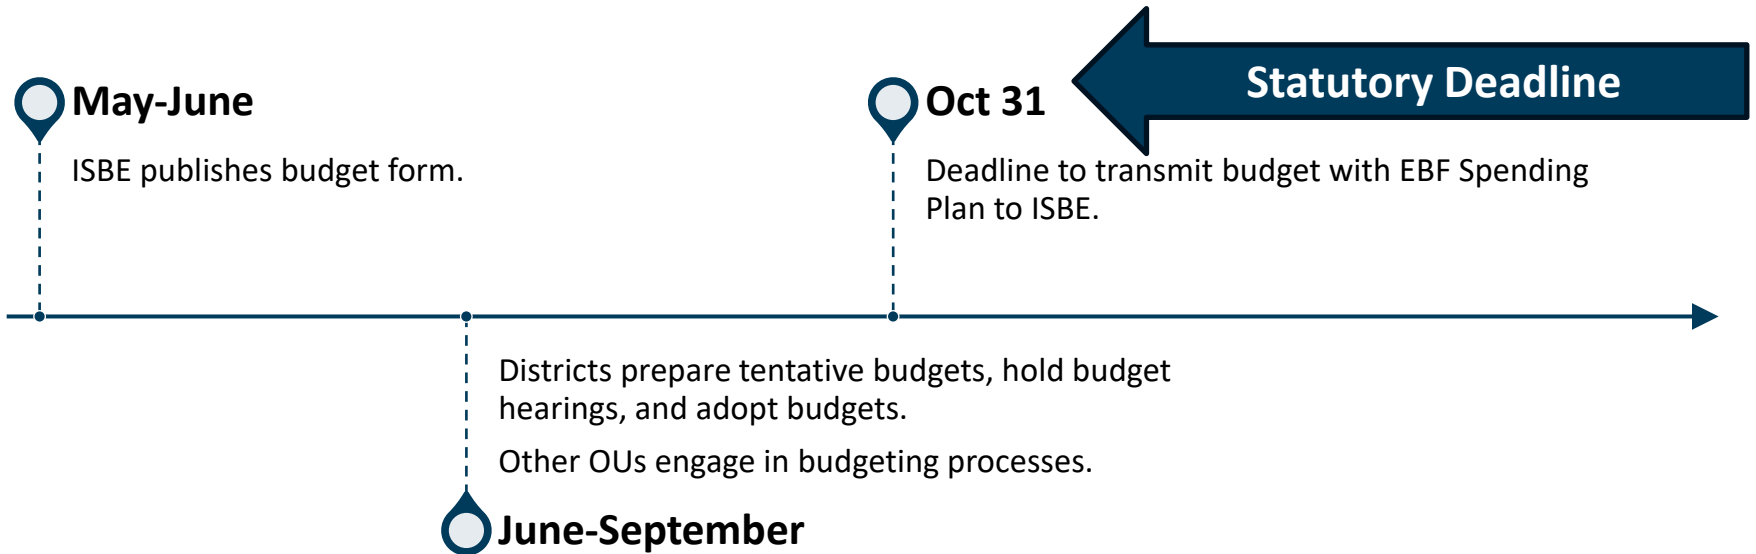 May-June
ISBE publishes budget form.
Oct 31
Statutory Deadline
Deadline to transmit budget with EBF Spending
Plan to ISBE.
Districts prepare tentative budgets, hold budget
hearings, and adopt budgets.
Other OUs engage in budgeting processes.
June-September